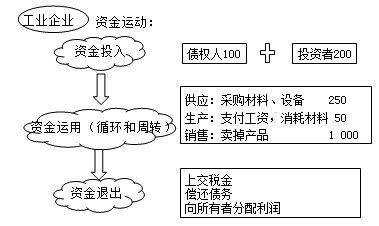 工业企业 资金运动：
资金投入 债权人100 投资者200
供应：采购材料、设备 250
资金运用（循环和周转） 生产：支付工资，消耗材料 50
销售：卖掉产品 1 000
资金退出 上交税金
偿还债务
向所有者分配利润